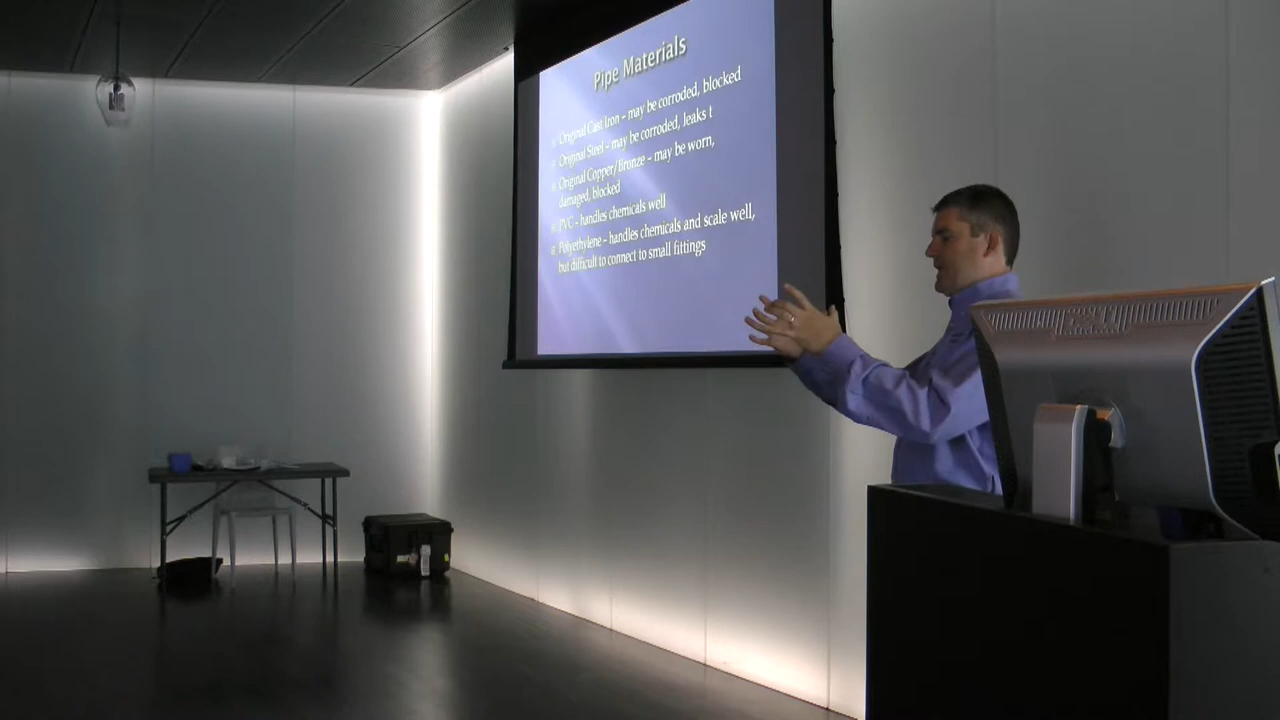 Pipe Materials
Original Cast Iron – may be corroded, blocked
Original Steel – may be corroded, leaks t
Original Copper/Bronze – may be worn,
damaged, blocked
PVC – handles chemicals well
Polyethylene – handles chemicals and scale well,
but difficult to connect to small fittings